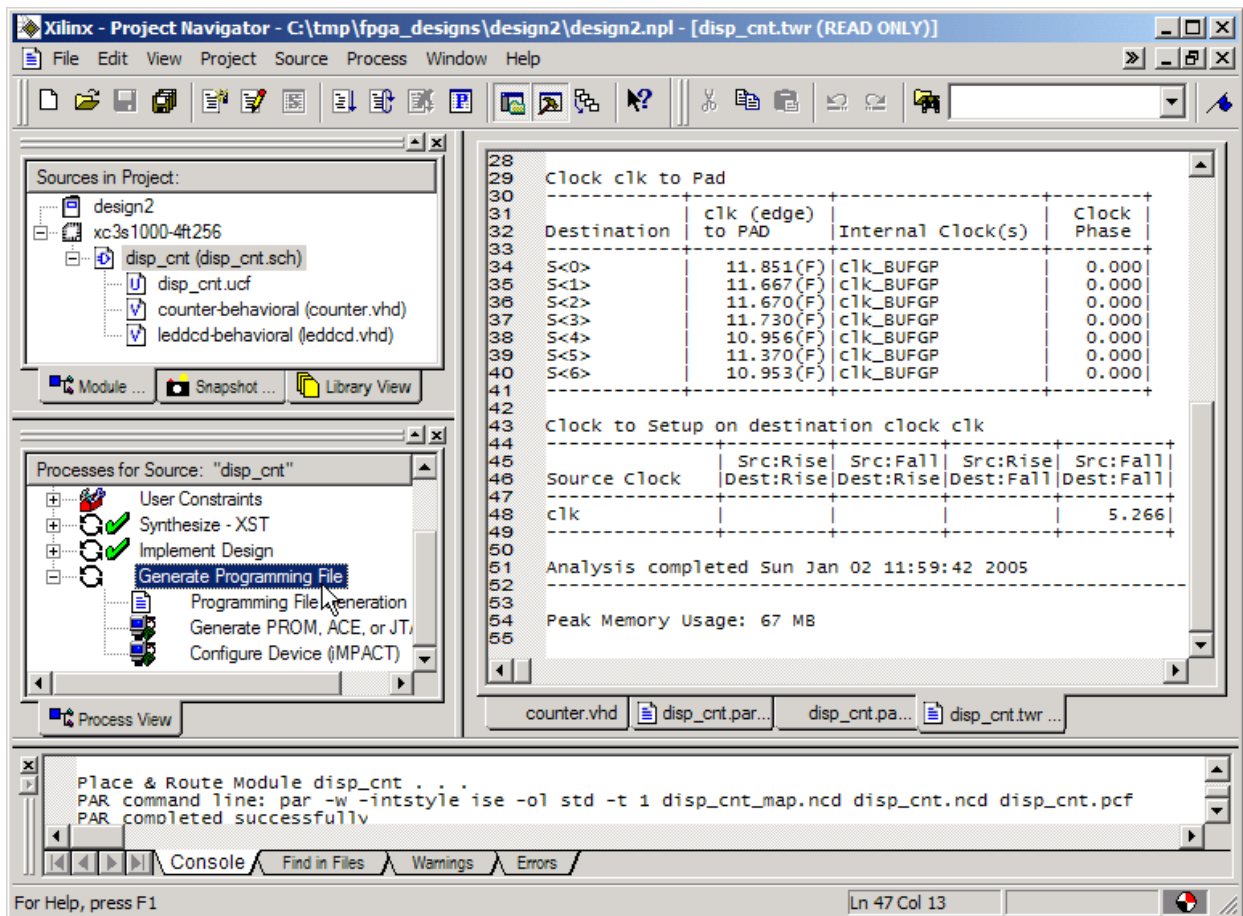 Xilinx - Project Navigator - C:\tmp\fpga_designs\design2\design2.npl - [disp_cnt.twr (READ ONLY)]
File Edit View Project Source Process Window Help
Sources in Project:
design2
xc3s1000-4ft256
disp_cnt (disp_cnt.sch)
disp_cnt.ucf
counter-behavioral (counter.vhd)
leddcd-behavioral (leddcd.vhd)
Module ... Snapshot ... Library View
Processes for Source: "disp_cnt"
User Constraints
Synthesize - XST
Implement Design
Generate Programming File
Programming File Generation
Generate PROM, ACE, or JTA
Configure Device (iMPACT)
Process View
28
29 Clock clk to Pad
30 ---------------+---------------+-------------------+---------+
31 | clk (edge) | | Clock |
32 Destination | to PAD |Internal Clock(s) | Phase |
33 ---------------+---------------+-------------------+---------+
34 S<0> | 11.851(F)|clk_BUFGP | 0.000|
35 S<1> | 11.667(F)|clk_BUFGP | 0.000|
36 S<2> | 11.670(F)|clk_BUFGP | 0.000|
37 S<3> | 11.730(F)|clk_BUFGP | 0.000|
38 S<4> | 10.956(F)|clk_BUFGP | 0.000|
39 S<5> | 11.370(F)|clk_BUFGP | 0.000|
40 S<6> | 10.953(F)|clk_BUFGP | 0.000|
41 ---------------+---------------+-------------------+---------+
42
43 Clock to Setup on destination clock clk
44 ---------------+---------+---------+---------+---------+
45 | Src:Rise| Src:Fall| Src:Rise| Src:Fall|
46 Source Clock |Dest:Rise|Dest:Rise|Dest:Fall|Dest:Fall|
47 ---------------+---------+---------+---------+---------+
48 clk | | | | 5.266|
49 ---------------+---------+---------+---------+---------+
50
51 Analysis completed Sun Jan 02 11:59:42 2005
52 --------------------------------------------------------------------------------
53
54 Peak Memory Usage: 67 MB
55
counter.vhd disp_cnt.par... disp_cnt.pa... disp_cnt.twr ...
Place & Route Module disp_cnt . . .
PAR command line: par -w -intstyle ise -ol std -t 1 disp_cnt_map.ncd disp_cnt.ncd disp_cnt.pcf
PAR completed successfully
Console Find in Files Warnings Errors
For Help, press F1 Ln 47 Col 13